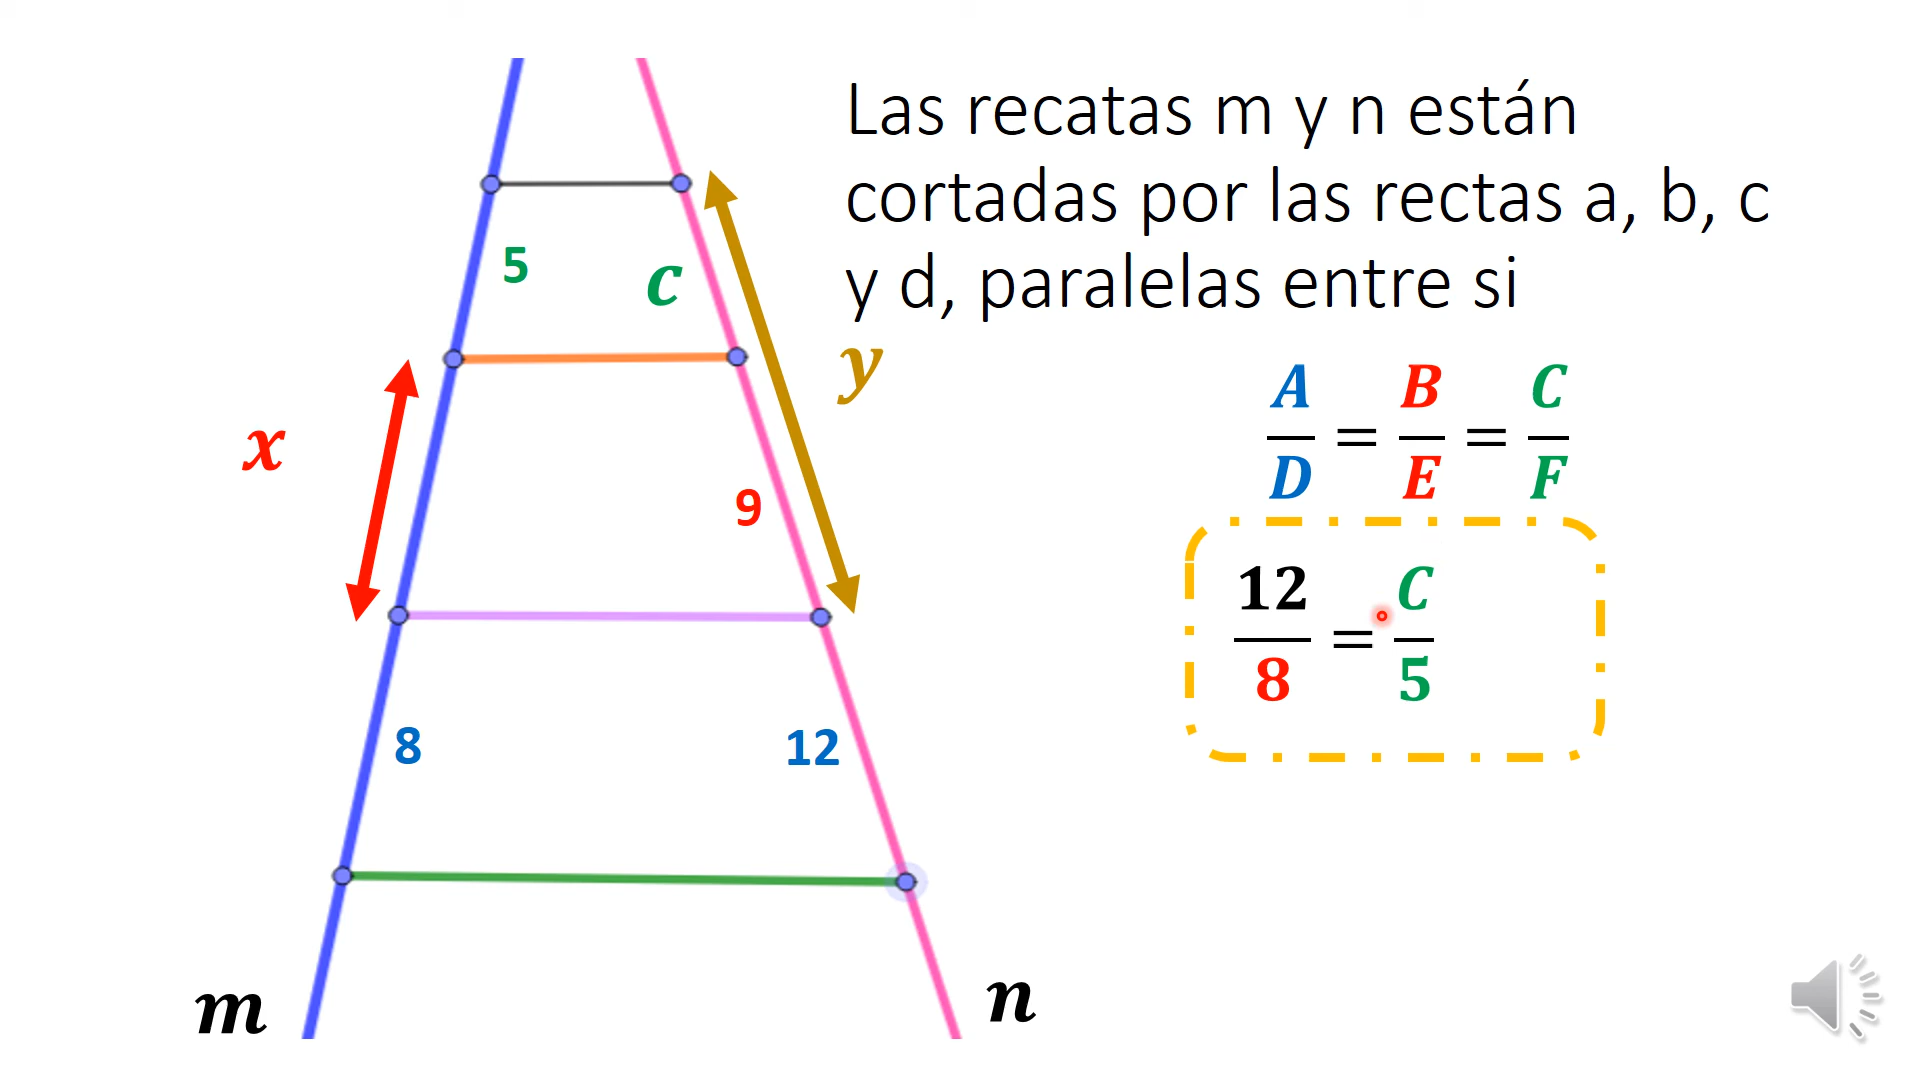 Las recatas m y n están
cortadas por las rectas a, b, c
y d, paralelas entre si
5
c
y
x
9
8
12
m
n
A/D = B/E = C/F
12/8 = C/5